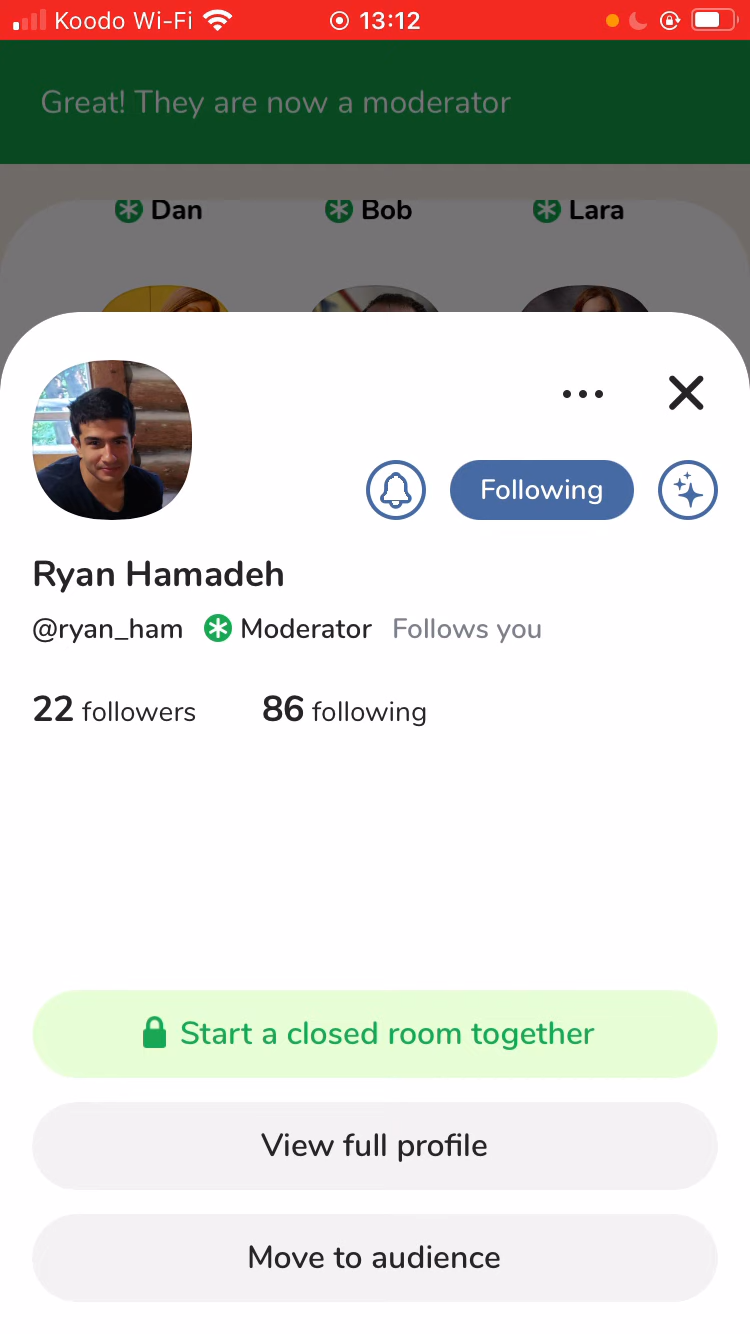 Koodo Wi-Fi 13:12
Great! They are now a moderator
Dan Bob Lara
Following
Ryan Hamadeh
@ryan_ham Moderator Follows you
22 followers 86 following
Start a closed room together
View full profile
Move to audience